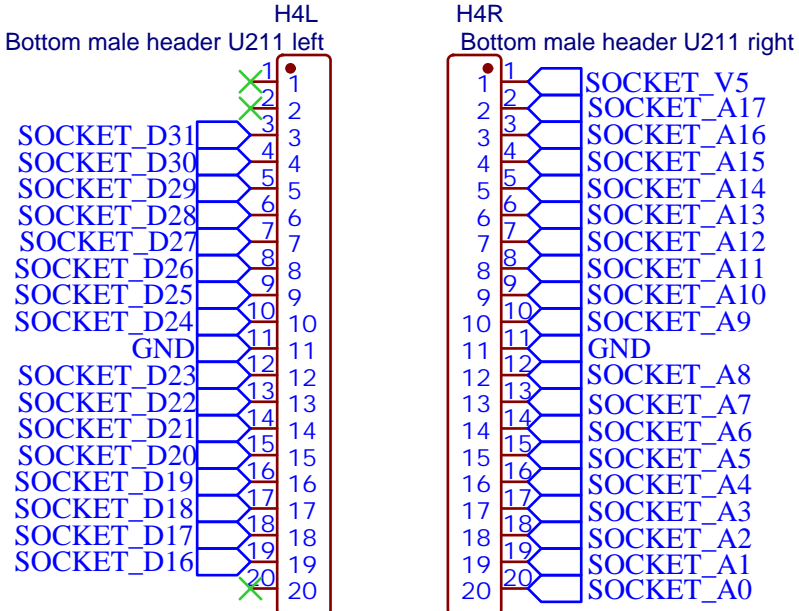 H4L H4R
Bottom male header U211 left Bottom male header U211 right
1 1 1 1 SOCKET_V5
2 2 2 2 SOCKET_A17
SOCKET_D31 3 3 3 3 SOCKET_A16
SOCKET_D30 4 4 4 4 SOCKET_A15
SOCKET_D29 5 5 5 5 SOCKET_A14
SOCKET_D28 6 6 6 6 SOCKET_A13
SOCKET_D27 7 7 7 7 SOCKET_A12
SOCKET_D26 8 8 8 8 SOCKET_A11
SOCKET_D25 9 9 9 9 SOCKET_A10
SOCKET_D24 10 10 10 10 SOCKET_A9
GND 11 11 11 11 GND
SOCKET_D23 12 12 12 12 SOCKET_A8
SOCKET_D22 13 13 13 13 SOCKET_A7
SOCKET_D21 14 14 14 14 SOCKET_A6
SOCKET_D20 15 15 15 15 SOCKET_A5
SOCKET_D19 16 16 16 16 SOCKET_A4
SOCKET_D18 17 17 17 17 SOCKET_A3
SOCKET_D17 18 18 18 18 SOCKET_A2
SOCKET_D16 19 19 19 19 SOCKET_A1
20 20 20 20 SOCKET_A0